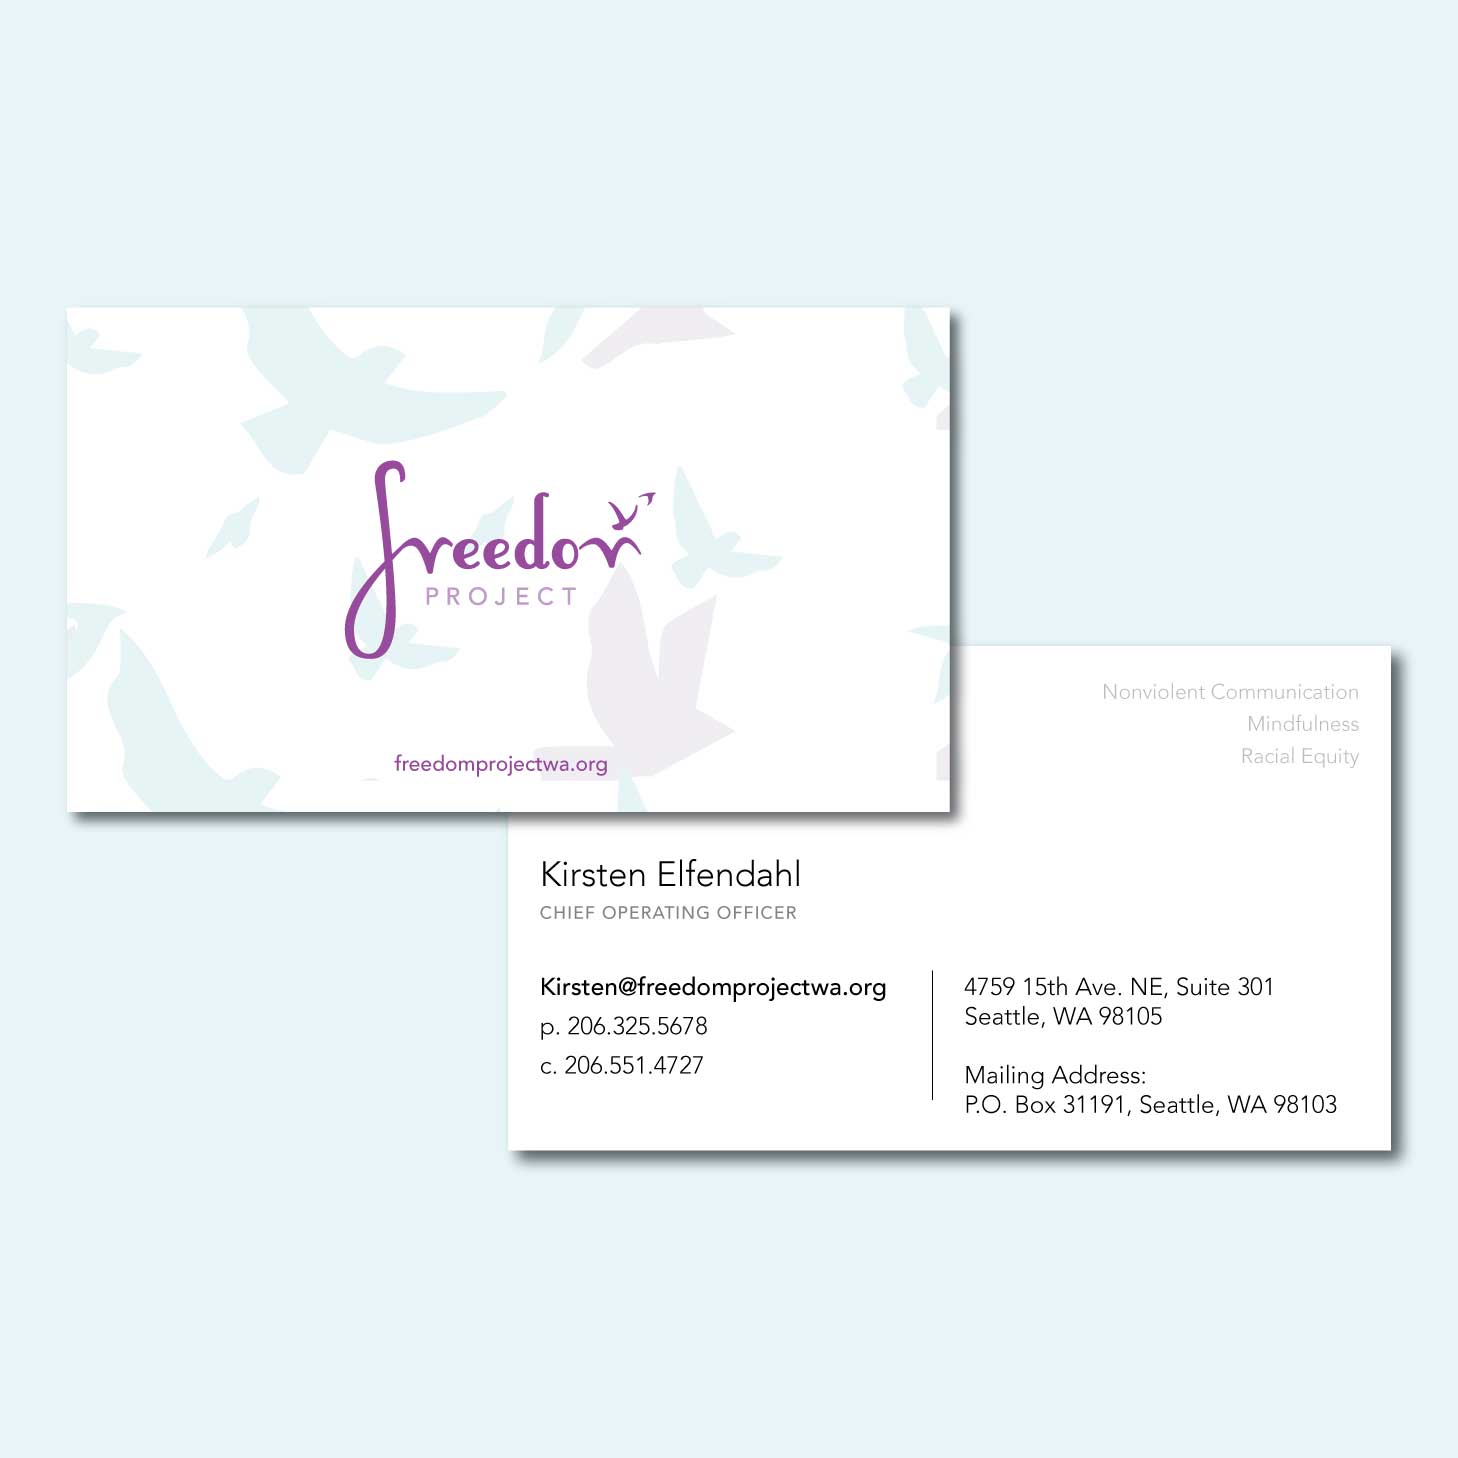 freedom
PROJECT
freedomprojectwa.org
Nonviolent Communication
Mindfulness
Racial Equity
Kirsten Elfendahl
CHIEF OPERATING OFFICER
Kirsten@freedomprojectwa.org
p. 206.325.5678
c. 206.551.4727
4759 15th Ave. NE, Suite 301
Seattle, WA 98105
Mailing Address:
P.O. Box 31191, Seattle, WA 98103